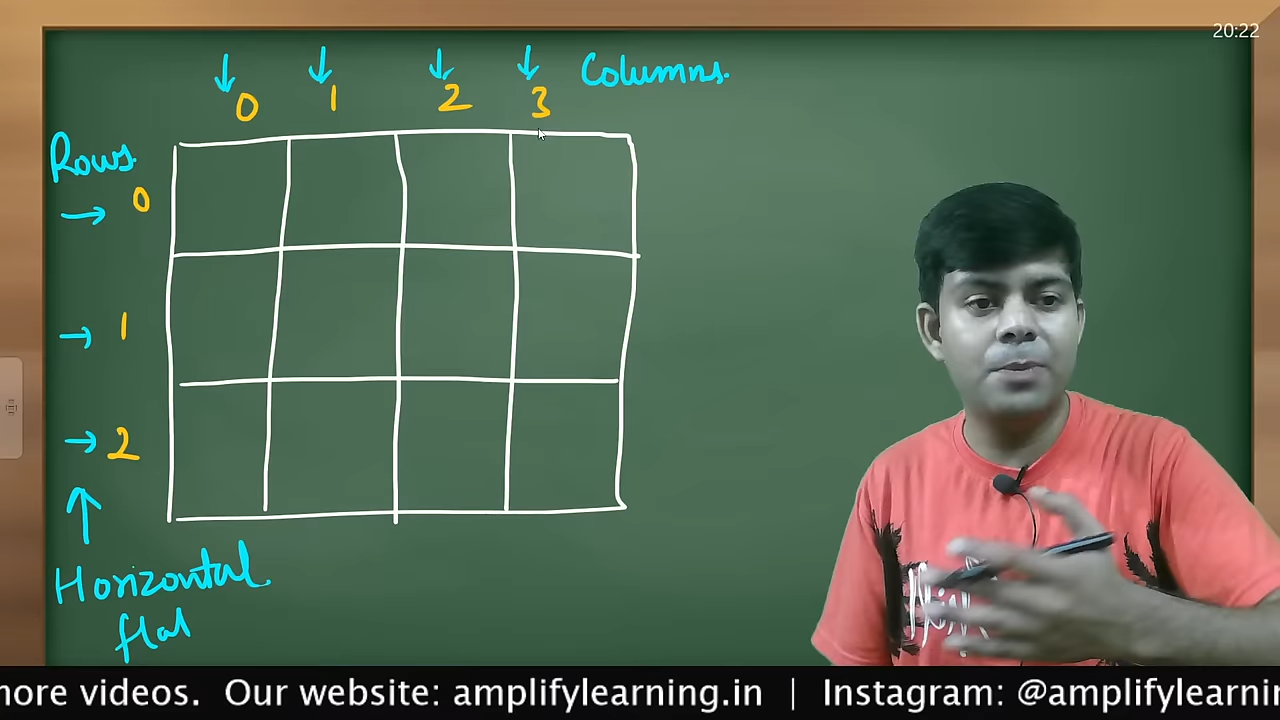 20:22
Columns.
0 1 2 3
Rows.
0
1
2
Horizontal
flat
more videos. Our website: amplifylearning.in | Instagram: @amplifylearnin